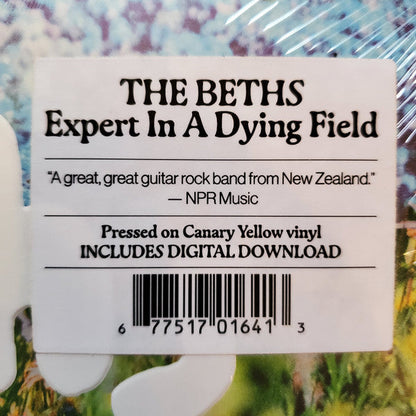 THE BETHS
Expert In A Dying Field
“A great, great guitar rock band from New Zealand.”
— NPR Music
Pressed on Canary Yellow vinyl
INCLUDES DIGITAL DOWNLOAD
6 77517 01641 3